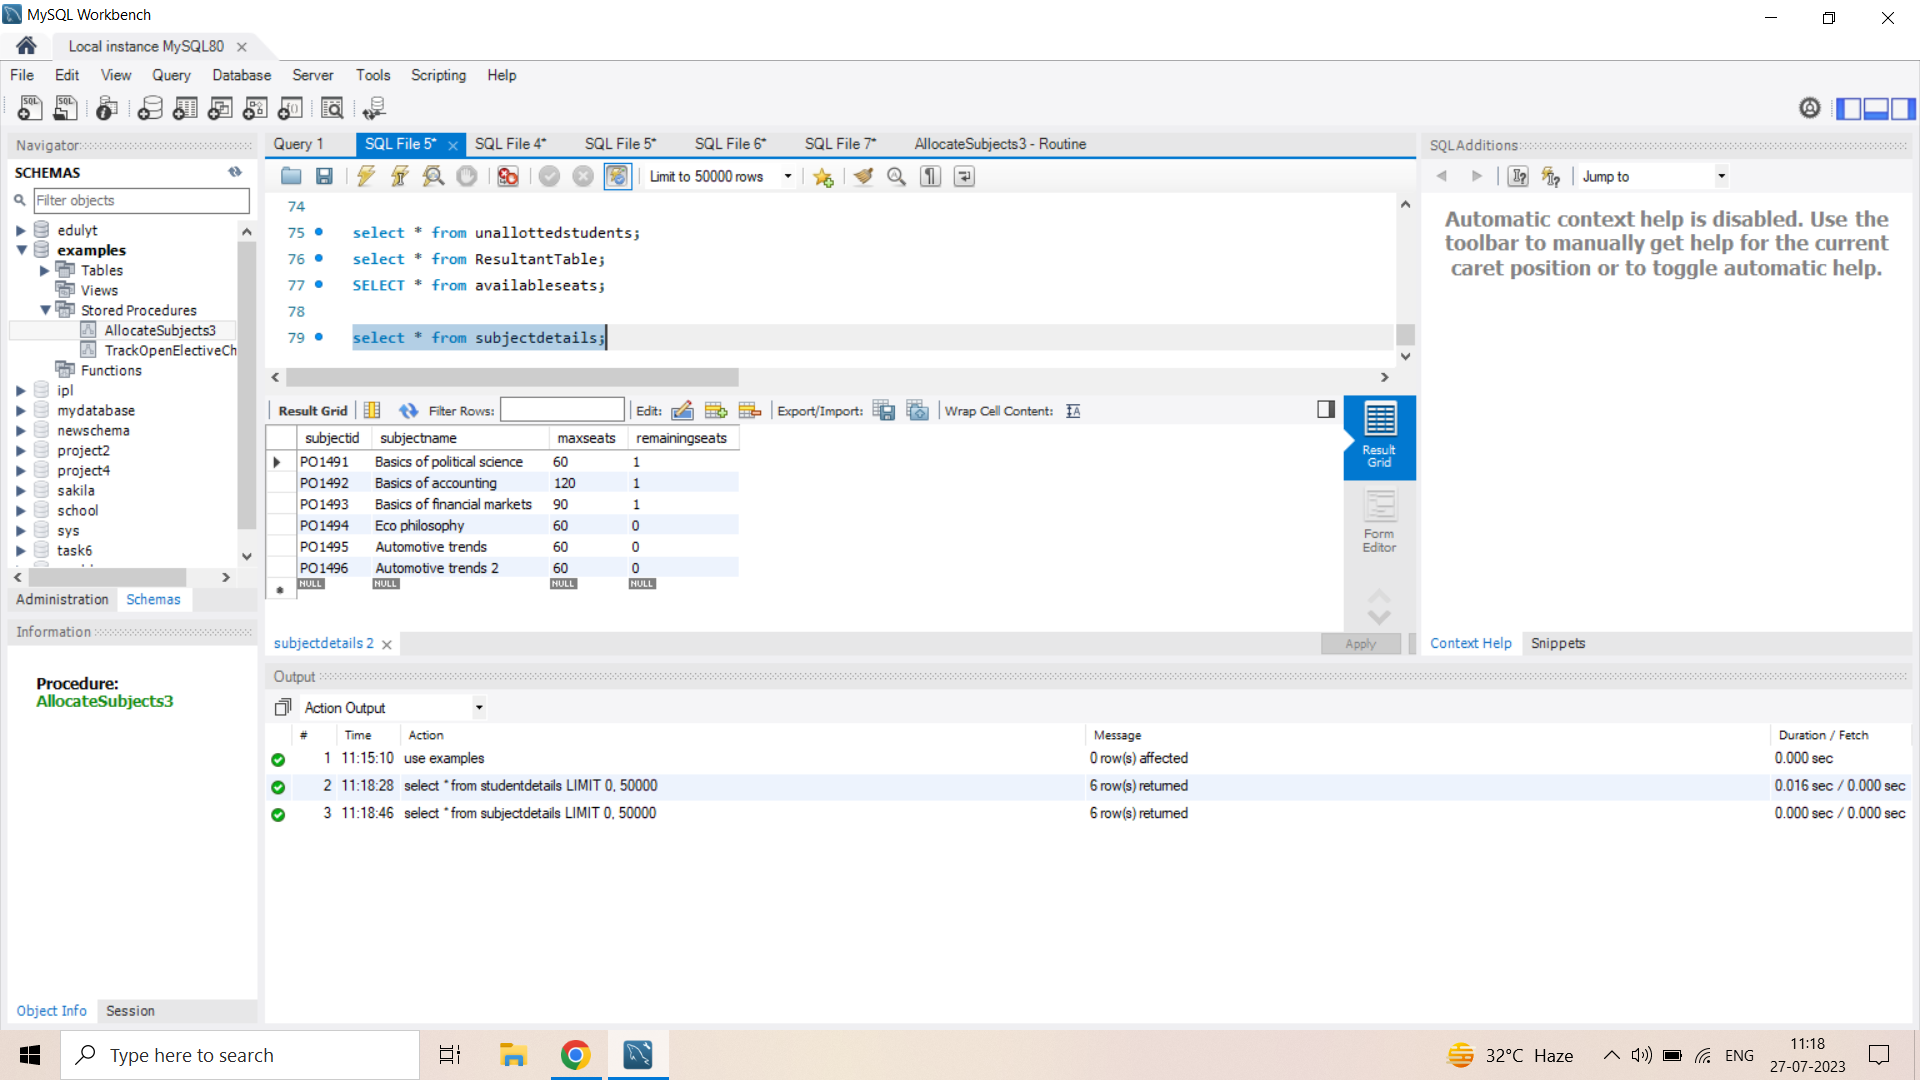 MySQL Workbench
Local instance MySQL80
File Edit View Query Database Server Tools Scripting Help
Navigator
SCHEMAS
Filter objects
edulyt
examples
Tables
Views
Stored Procedures
AllocateSubjects3
TrackOpenElectiveCh
Functions
ipl
mydatabase
newschema
project2
project4
sakila
school
sys
task6
Administration Schemas
Information
Procedure:
AllocateSubjects3
Object Info Session
Query 1 SQL File 5* SQL File 4* SQL File 5* SQL File 6* SQL File 7* AllocateSubjects3 - Routine
Limit to 50000 rows
74
75 select * from unallottedstudents;
76 select * from ResultantTable;
77 SELECT * from availableseats;
78
79 select * from subjectdetails;
Result Grid Filter Rows: Edit: Export/Import: Wrap Cell Content:
subjectid subjectname maxseats remainingseats
PO1491 Basics of political science 60 1
PO1492 Basics of accounting 120 1
PO1493 Basics of financial markets 90 1
PO1494 Eco philosophy 60 0
PO1495 Automotive trends 60 0
PO1496 Automotive trends 2 60 0
NULL NULL NULL NULL
Result
Grid
Form
Editor
subjectdetails 2
Apply
SQLAdditions
Jump to
Automatic context help is disabled. Use the
toolbar to manually get help for the current
caret position or to toggle automatic help.
Context Help Snippets
Output
Action Output
# Time Action Message Duration / Fetch
1 11:15:10 use examples 0 row(s) affected 0.000 sec
2 11:18:28 select * from studentdetails LIMIT 0, 50000 6 row(s) returned 0.016 sec / 0.000 sec
3 11:18:46 select * from subjectdetails LIMIT 0, 50000 6 row(s) returned 0.000 sec / 0.000 sec
Type here to search
32°C Haze
ENG
11:18
27-07-2023